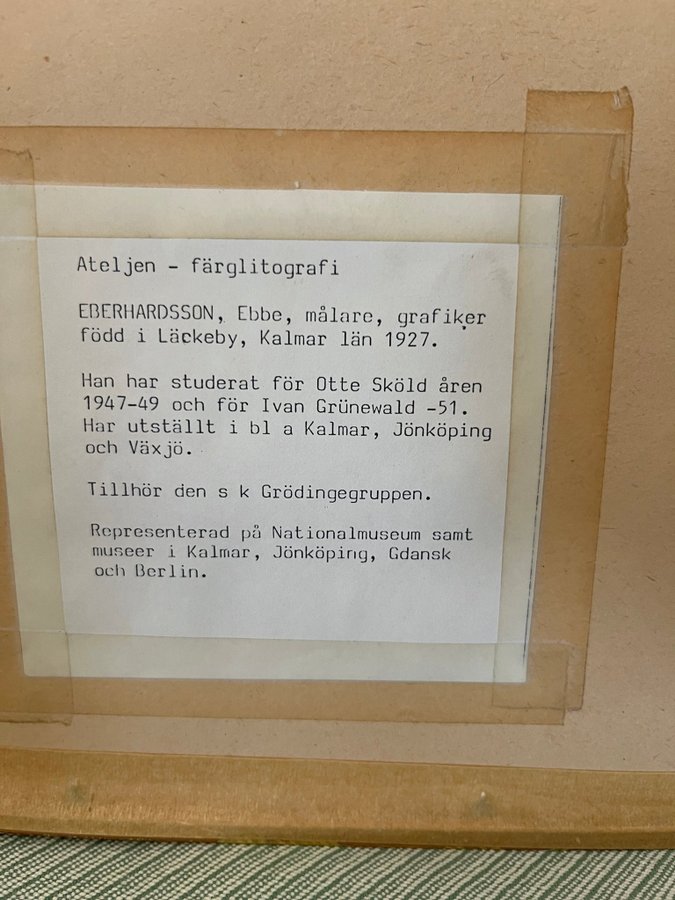 Ateljen - färglitografi
EBERHARDSSON, Ebbe, målare, grafiker
född i Läckeby, Kalmar län 1927.
Han har studerat för Otte Sköld åren
1947-49 och för Ivan Grünewald -51.
Har utställt i bl a Kalmar, Jönköping
och Växjö.
Tillhör den s k Grödingegruppen.
Representerad på Nationalmuseum samt
museer i Kalmar, Jönköping, Gdansk
och Berlin.